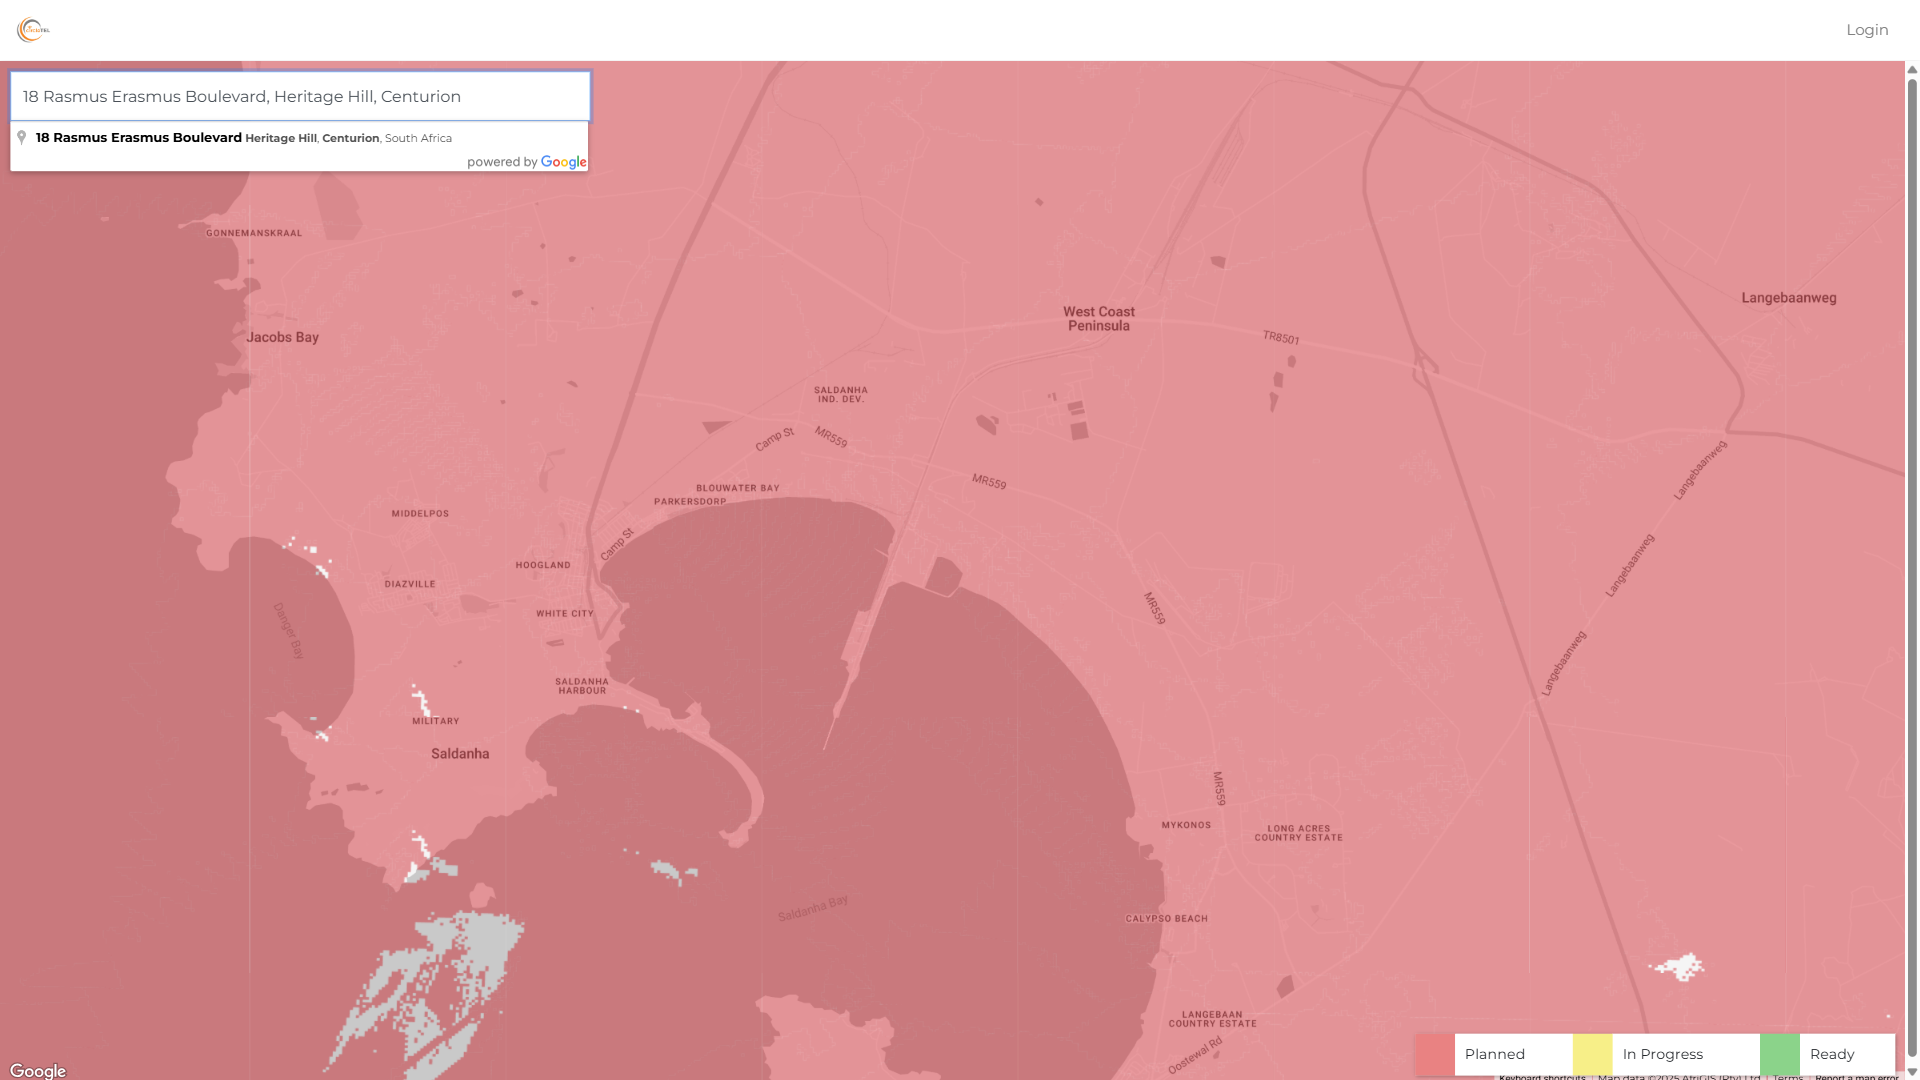 Login
18 Rasmus Erasmus Boulevard, Heritage Hill, Centurion
18 Rasmus Erasmus Boulevard Heritage Hill, Centurion, South Africa
powered by Google
GONNEMANSKRAAL
Langebaanweg
West Coast
Peninsula
Jacobs Bay
TR8501
SALDANHA
IND. DEV.
Camp St
MR559
Langebaanweg
MR559
BLOUWATER BAY
PARKERSDORP
MIDDELPOS
Camp St
HOOGLAND
Langebaanweg
DIAZVILLE
MR559
WHITE CITY
Danger Bay
Langebaanweg
SALDANHA
HARBOUR
MILITARY
Saldanha
MR559
MYKONOS
LONG ACRES
COUNTRY ESTATE
Saldanha Bay
CALYPSO BEACH
LANGEBAAN
COUNTRY ESTATE
Oostewal Rd
Planned
In Progress
Ready
Google
Keyboard shortcuts
Map data ©2025 AfriGIS (Pty) Ltd
Terms
Report a map error